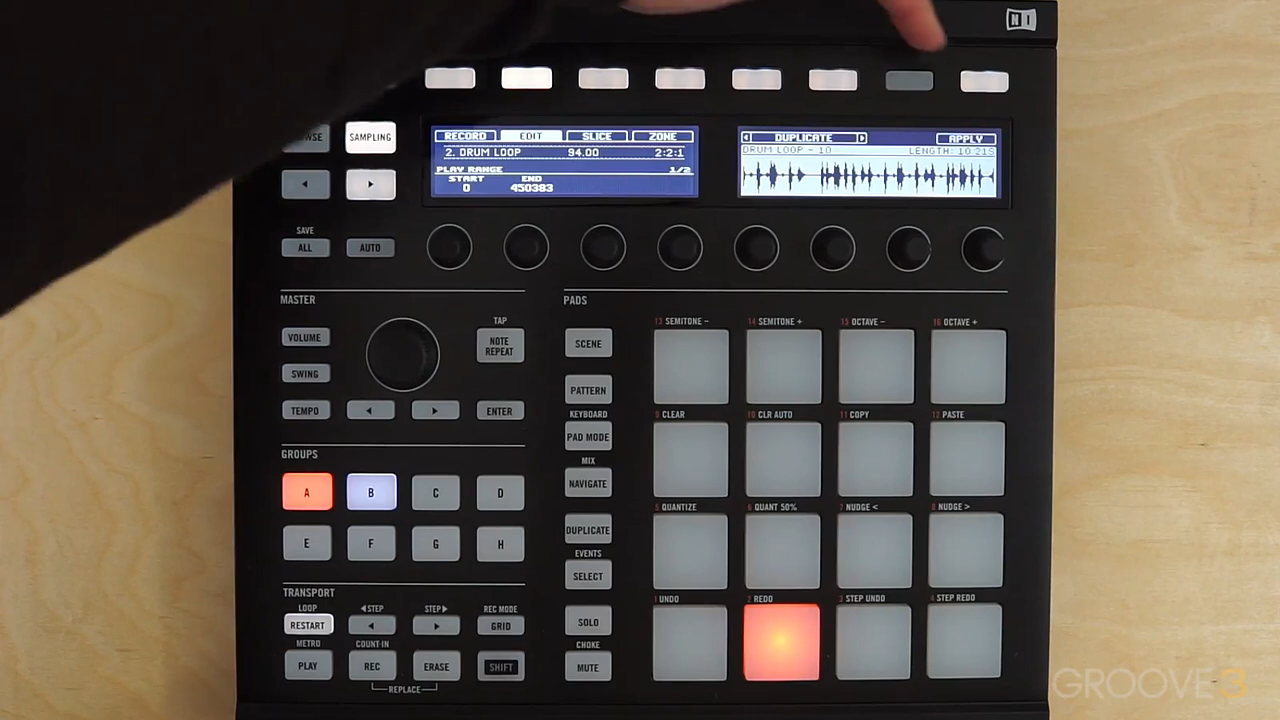 NI
WSE SAMPLING
RECORD EDIT SLICE ZONE
2. DRUM LOOP 94.00 2:2:1
PLAY RANGE 1/2
START END
0 450383
DUPLICATE APPLY
DRUM LOOP - 10 LENGTH: 10.21S
SAVE
ALL AUTO
MASTER
VOLUME
SWING
TEMPO
TAP
NOTE
REPEAT
ENTER
GROUPS
A B C D
E F G H
TRANSPORT
LOOP ◀STEP STEP▶ REC MODE
RESTART GRID
METRO COUNT-IN
PLAY REC ERASE SHIFT
REPLACE
PADS
SCENE
PATTERN
KEYBOARD
PAD MODE
MIX
NAVIGATE
DUPLICATE
EVENTS
SELECT
SOLO
CHOKE
MUTE
13 SEMITONE - 14 SEMITONE + 15 OCTAVE - 16 OCTAVE +
9 CLEAR 10 CLR AUTO 11 COPY 12 PASTE
5 QUANTIZE 6 QUANT 50% 7 NUDGE < 8 NUDGE >
1 UNDO 2 REDO 3 STEP UNDO 4 STEP REDO
GROOVE3